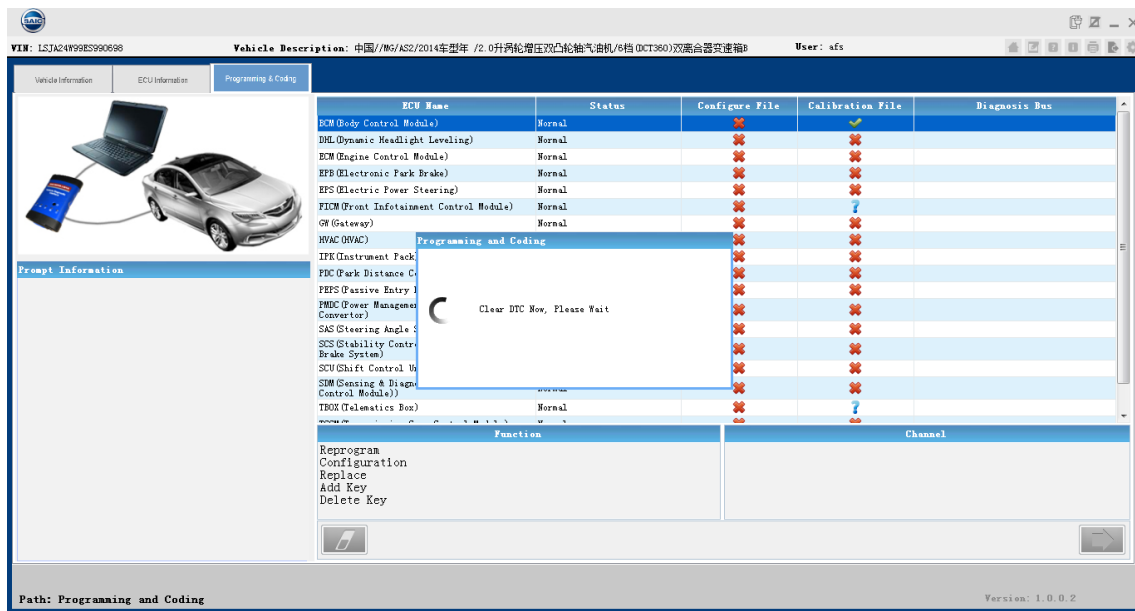 SAIC
VIN: LSJA24W99ES990698 Vehicle Description: 中国//MG/AS2/2014车型年 /2.0升涡轮增压双凸轮轴汽油机/6档(DCT360)双离合器变速箱B User: afs
Vehicle Information ECU Information Programming & Coding
ECU Name Status Configure File Calibration File Diagnosis Bus
BCM(Body Control Module) Normal
DHL(Dynamic Headlight Leveling) Normal
ECM(Engine Control Module) Normal
EPB(Electronic Park Brake) Normal
EPS(Electric Power Steering) Normal
FICM(Front Infotainment Control Module) Normal
GW(Gateway) Normal
HVAC(HVAC)
IPK(Instrument Pack
PDC(Park Distance
PEPS(Passive Entry
PMDC(Power Management
Convertor)
SAS(Steering Angle
SCS(Stability Contr
Brake System)
SCU(Shift Control
SDM(Sensing & Diagn
Control Module))
TBOX(Telematics Box) Normal
Programming and Coding
Clear DTC Now, Please Wait
Prompt Information
Function Channel
Reprogram
Configuration
Replace
Add Key
Delete Key
Path: Programming and Coding Version: 1.0.0.2